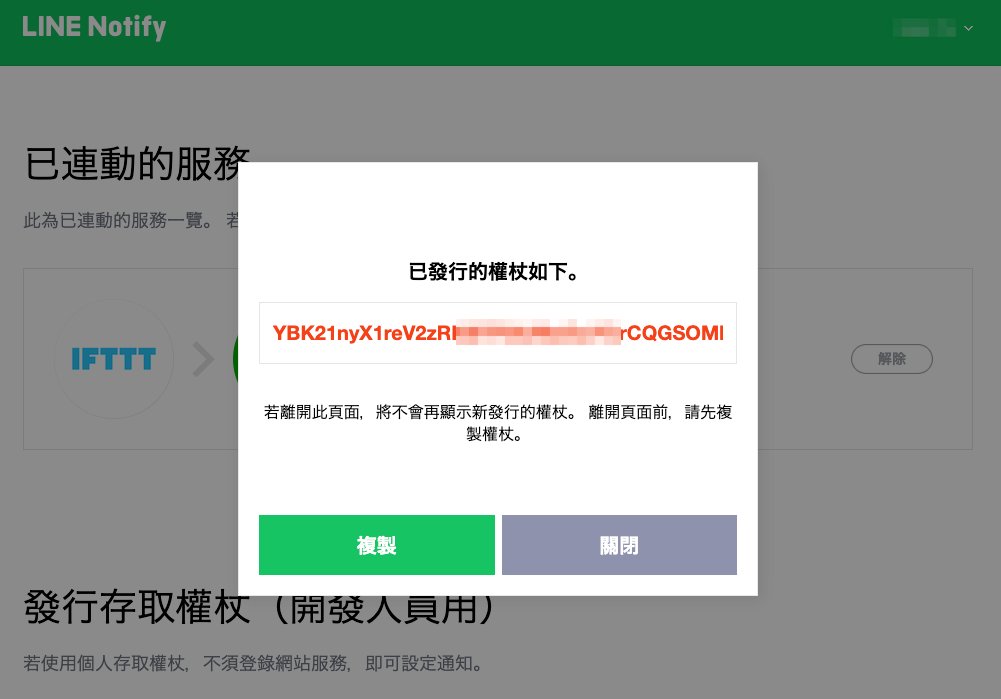 LINE Notify
已連動的服務
此為已連動的服務一覽。
已發行的權杖如下。
YBK21nyX1reV2zR rCQGSOMI
IFTTT
解除
若離開此頁面，將不會再顯示新發行的權杖。 離開頁面前，請先複
製權杖。
複製
關閉
發行存取權杖（開發人員用）
若使用個人存取權杖，不須登錄網站服務，即可設定通知。